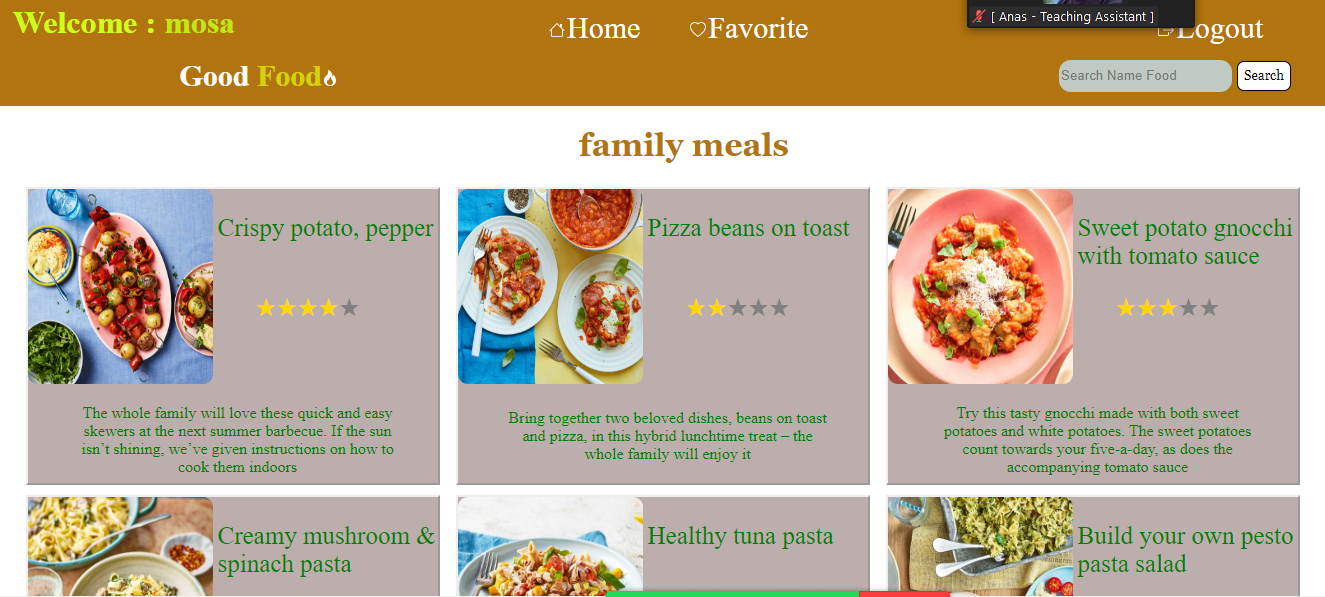 Welcome : mosa
Home
Favorite
[ Anas - Teaching Assistant ]
Logout
Good Food
Search Name Food
Search
family meals
Crispy potato, pepper
The whole family will love these quick and easy
skewers at the next summer barbecue. If the sun
isn’t shining, we’ve given instructions on how to
cook them indoors
Pizza beans on toast
Bring together two beloved dishes, beans on toast
and pizza, in this hybrid lunchtime treat – the
whole family will enjoy it
Sweet potato gnocchi
with tomato sauce
Try this tasty gnocchi made with both sweet
potatoes and white potatoes. The sweet potatoes
count towards your five-a-day, as does the
accompanying tomato sauce
Creamy mushroom &
spinach pasta
Healthy tuna pasta
Build your own pesto
pasta salad